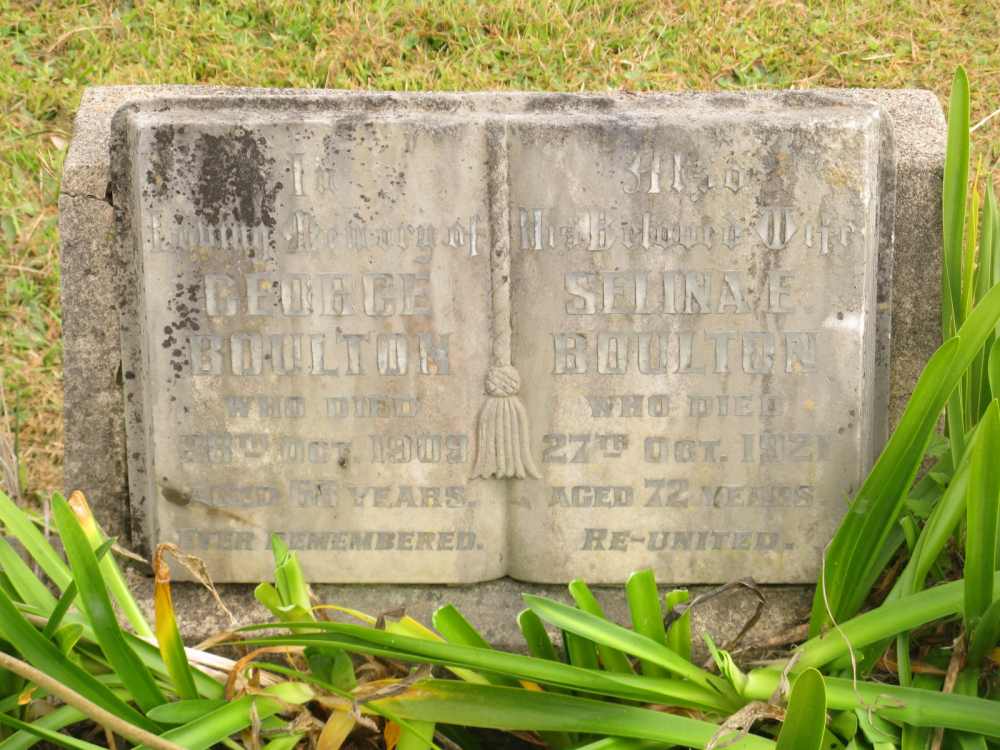 In
Loving Memory of
GEORGE
BOULTON
WHO DIED
28TH OCT. 1909
AGED YEARS.
EVER REMEMBERED.
Also
His Beloved Wife
SELINA E.
BOULTON
WHO DIED
27TH OCT. 1921
AGED 72 YEARS
RE-UNITED.